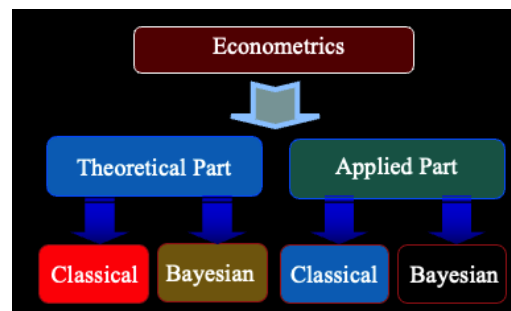 Econometrics
Theoretical Part
Applied Part
Classical
Bayesian
Classical
Bayesian